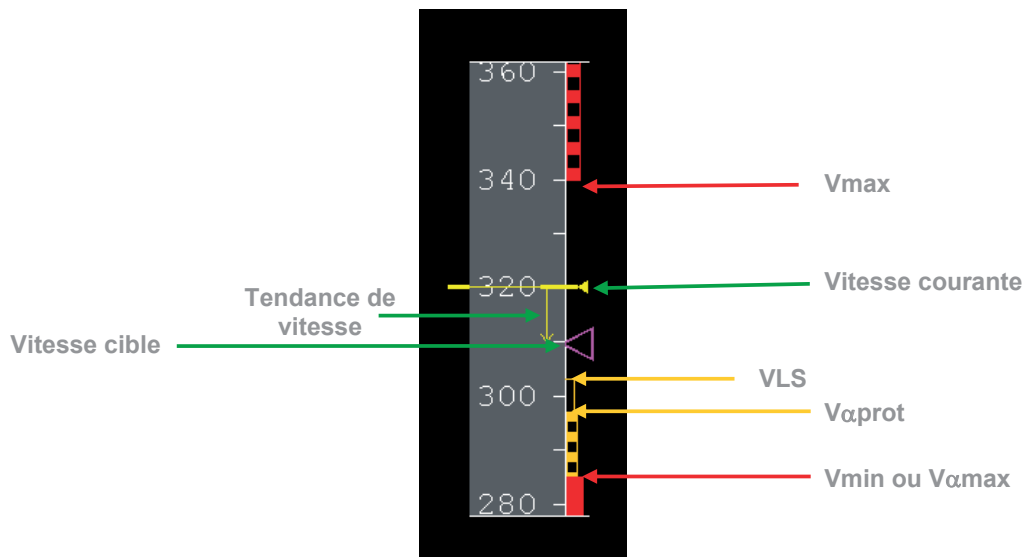 360
340
Vmax
320
Vitesse courante
Tendance de
vitesse
Vitesse cible
VLS
300
Vαprot
Vmin ou Vαmax
280